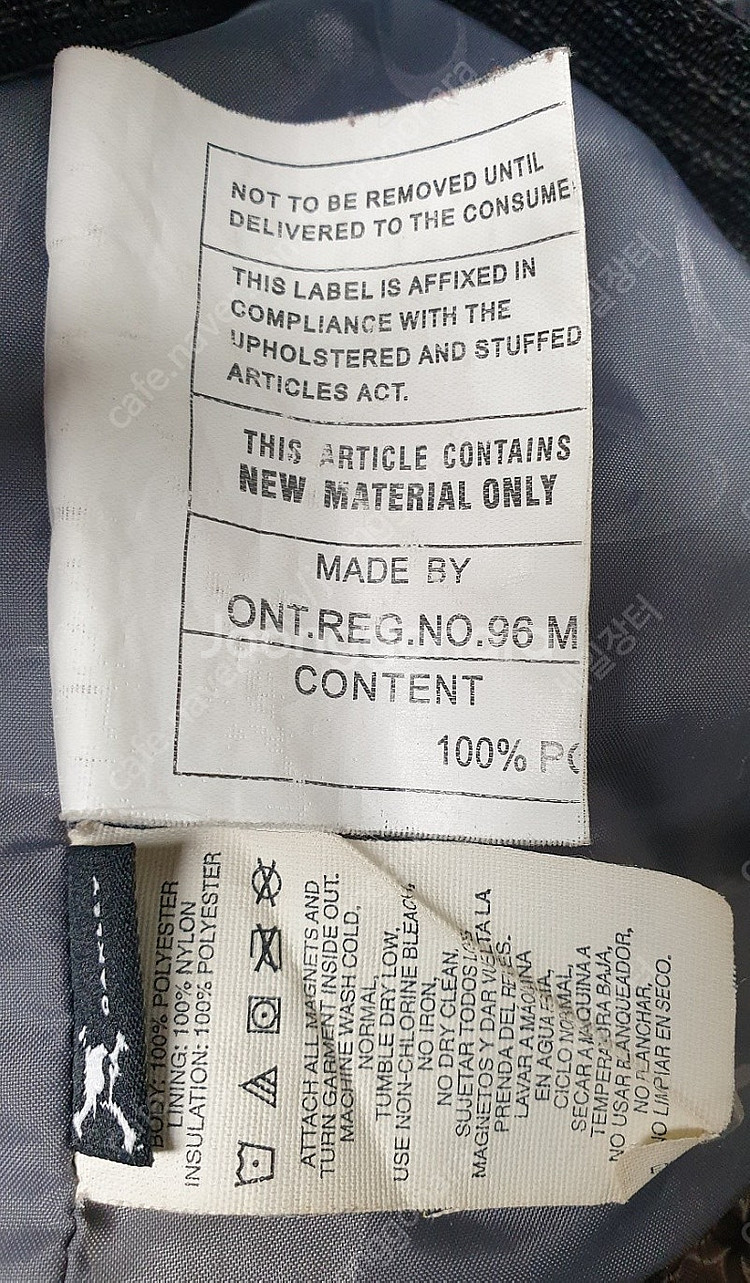 NOT TO BE REMOVED UNTIL
DELIVERED TO THE CONSUME
THIS LABEL IS AFFIXED IN
COMPLIANCE WITH THE
UPHOLSTERED AND STUFFED
ARTICLES ACT.
THIS ARTICLE CONTAINS
NEW MATERIAL ONLY
MADE BY
ONT.REG.NO.96 M
CONTENT
100% PO
OAKLEY
BODY: 100% POLYESTER
LINING: 100% NYLON
INSULATION: 100% POLYESTER
ATTACH ALL MAGNETS AND
TURN GARMENT INSIDE OUT.
MACHINE WASH COLD,
NORMAL,
TUMBLE DRY LOW,
USE NON-CHLORINE BLEACH,
NO IRON,
NO DRY CLEAN.
SUJETAR TODOS LOS
MAGNETOS Y DAR VUELTA LA
PRENDA DEL REVES.
LAVAR A MAQUINA
EN AGUA FRIA,
CICLO NORMAL,
SECAR A MAQUINA A
TEMPERATURA BAJA,
NO USAR BLANQUEADOR,
NO PLANCHAR,
NO LIMPIAR EN SECO.